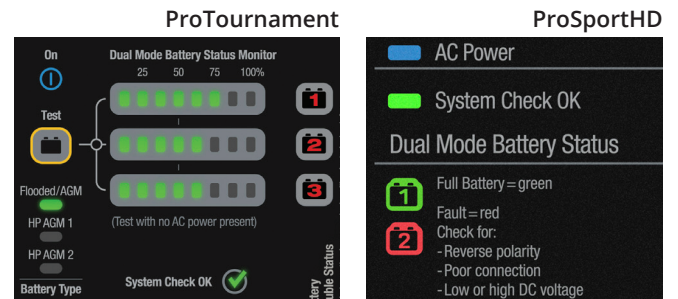 ProTournament
On
Dual Mode Battery Status Monitor
25 50 75 100%
Test
1
2
3
Flooded/AGM
HP AGM 1
(Test with no AC power present)
HP AGM 2
Battery Type
System Check OK
ProSportHD
AC Power
System Check OK
Dual Mode Battery Status
1
Full Battery=green
2
Fault=red
Check for:
-Reverse polarity
-Poor connection
-Low or high DC voltage